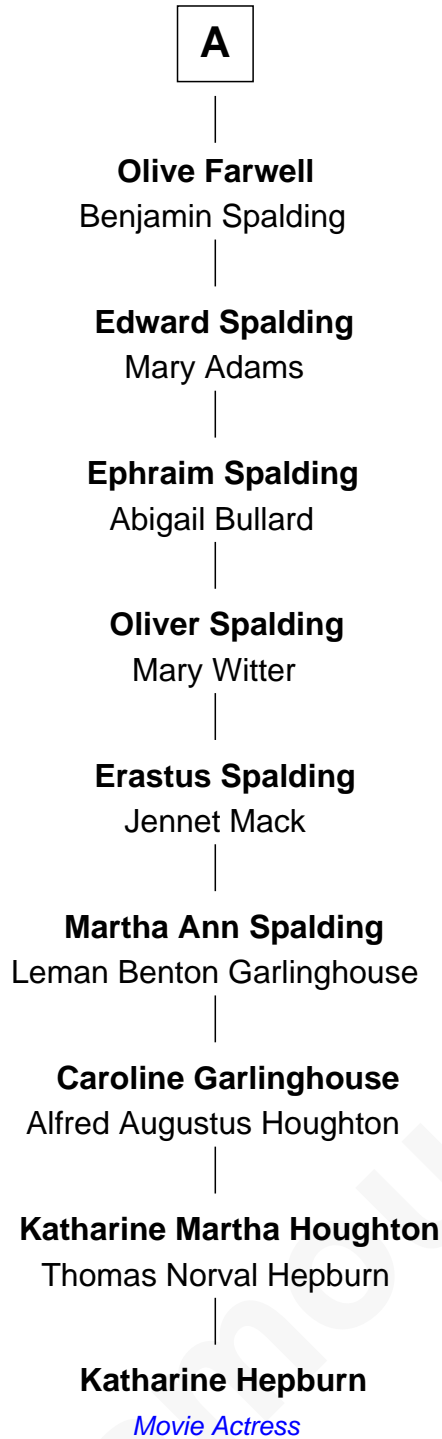 A
Olive Farwell
Benjamin Spalding
Edward Spalding
Mary Adams
Ephraim Spalding
Abigail Bullard
Oliver Spalding
Mary Witter
Erastus Spalding
Jennet Mack
Martha Ann Spalding
Leman Benton Garlinghouse
Caroline Garlinghouse
Alfred Augustus Houghton
Katharine Martha Houghton
Thomas Norval Hepburn
Katharine Hepburn
Movie Actress